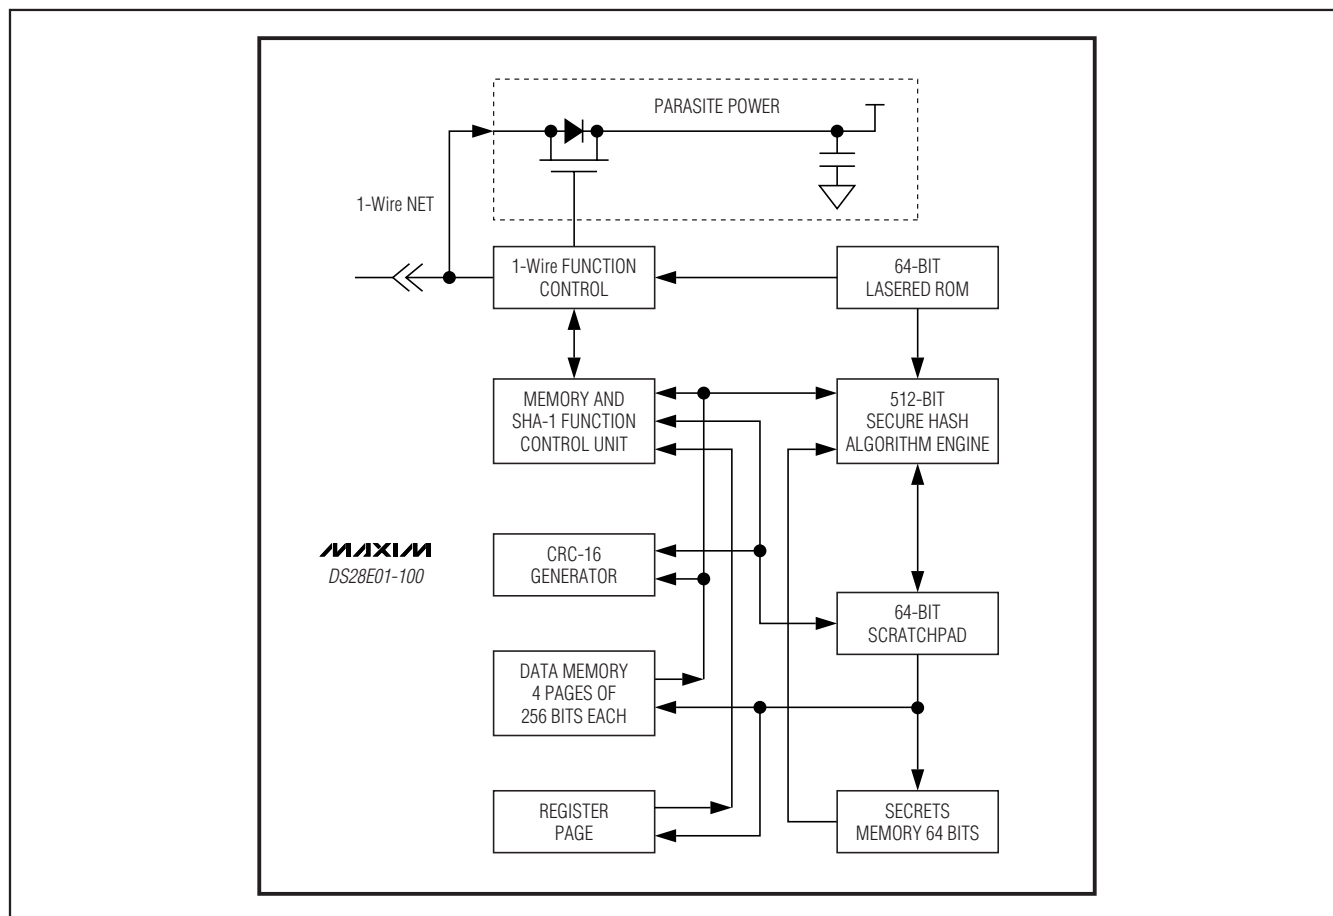 PARASITE POWER
1-Wire NET
1-Wire FUNCTION
CONTROL
64-BIT
LASERED ROM
MEMORY AND
SHA-1 FUNCTION
CONTROL UNIT
512-BIT
SECURE HASH
ALGORITHM ENGINE
MAXIM
DS28E01-100
CRC-16
GENERATOR
64-BIT
SCRATCHPAD
DATA MEMORY
4 PAGES OF
256 BITS EACH
REGISTER
PAGE
SECRETS
MEMORY 64 BITS